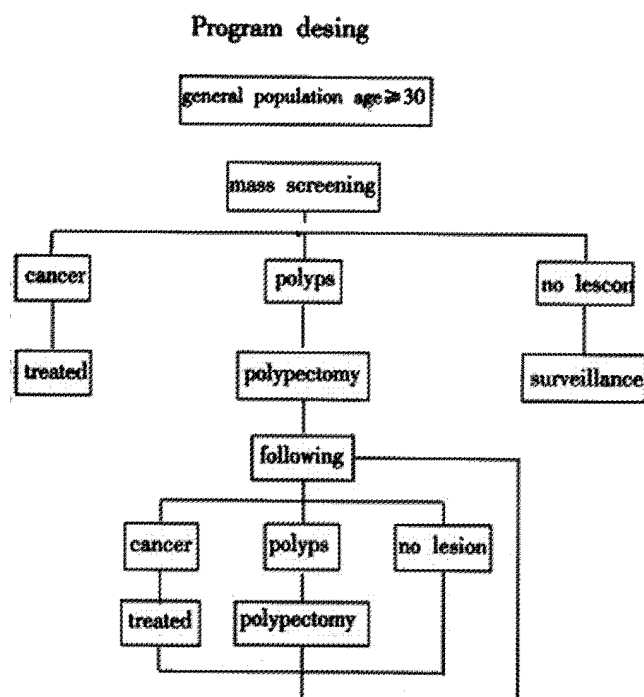 Program desing
general population age≥30
mass screening
cancer
polyps
no lescon
treated
polypectomy
surveillance
following
cancer
polyps
no lesion
treated
polypectomy